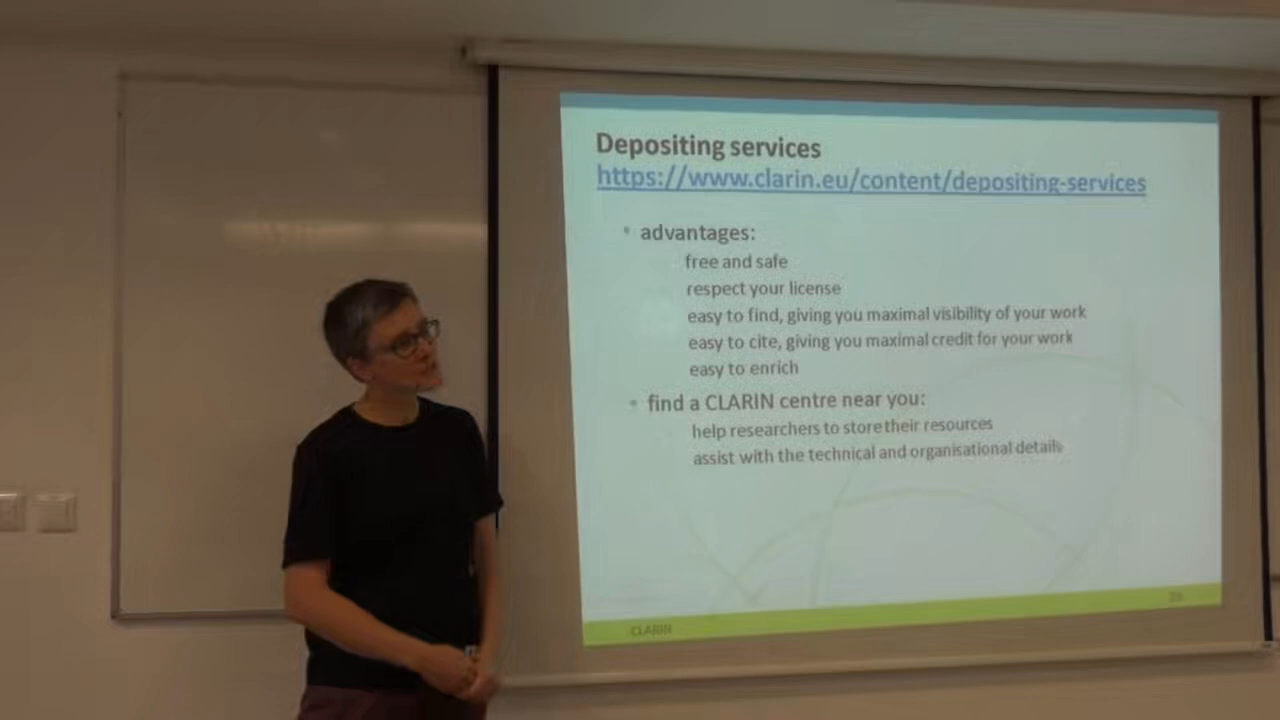 Depositing services
https://www.clarin.eu/content/depositing-services
advantages:
free and safe
respect your license
easy to find, giving you maximal visibility of your work
easy to cite, giving you maximal credit for your work
easy to enrich
find a CLARIN centre near you:
help researchers to store their resources
assist with the technical and organisational details
CLARIN